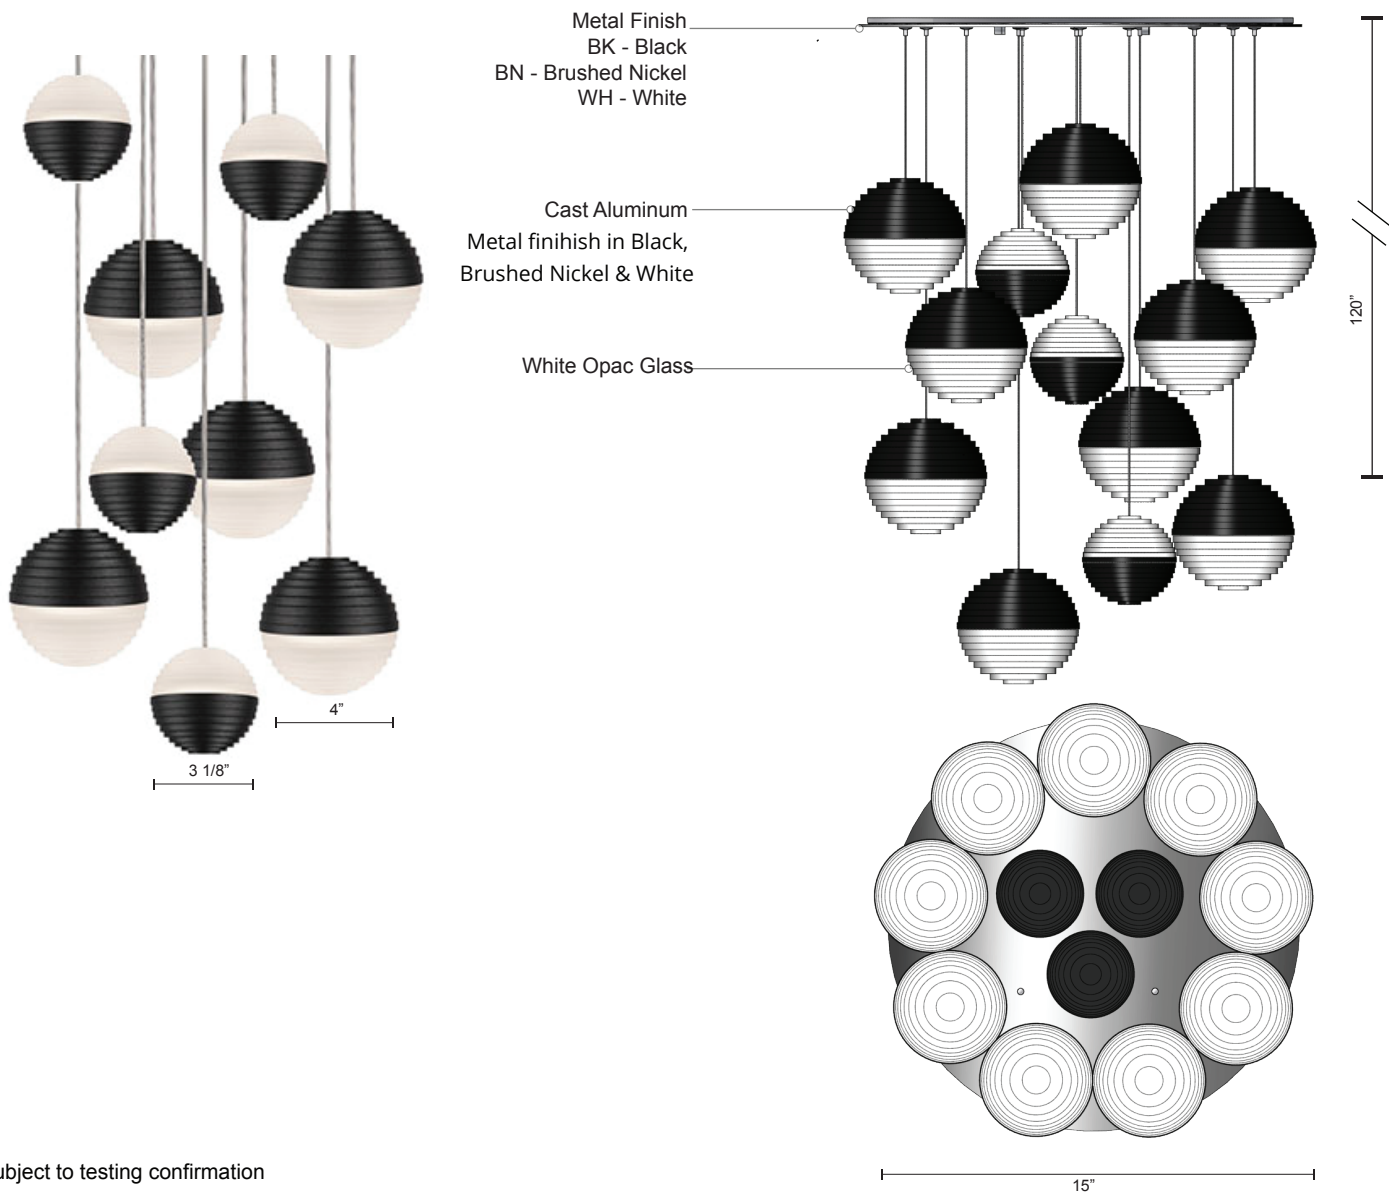 Metal Finish
BK - Black
BN - Brushed Nickel
WH - White
Cast Aluminum
Metal finihish in Black,
Brushed Nickel & White
White Opac Glass
120”
4”
3 1/8”
15”
ubject to testing confirmation